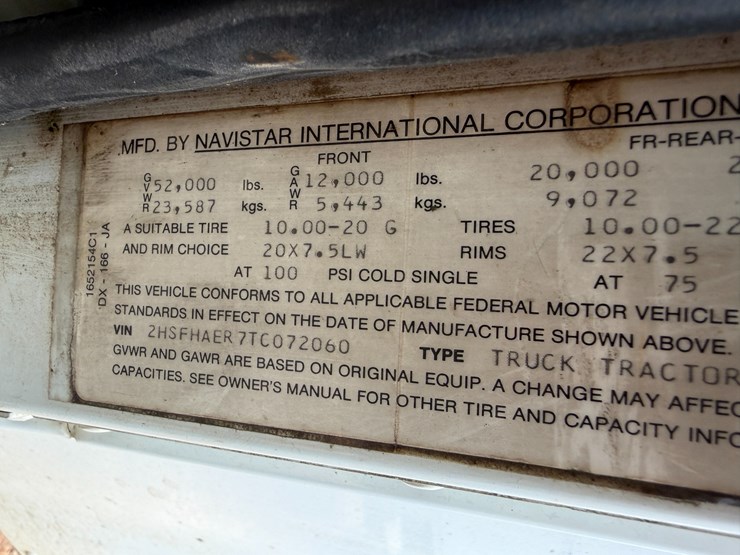 MFD. BY NAVISTAR INTERNATIONAL CORPORATION
FRONT FR-REAR-
GVWR 52,000 lbs. GAWR 12,000 lbs. 20,000 2
23,587 kgs. 5,443 kgs. 9,072
A SUITABLE TIRE 10.00-20 G TIRES 10.00-22
AND RIM CHOICE 20X7.5LW RIMS 22X7.5
AT 100 PSI COLD SINGLE AT 75
THIS VEHICLE CONFORMS TO ALL APPLICABLE FEDERAL MOTOR VEHICLE
STANDARDS IN EFFECT ON THE DATE OF MANUFACTURE SHOWN ABOVE.
VIN 2HSFHAER7TC072060 TYPE TRUCK TRACTOR
GVWR AND GAWR ARE BASED ON ORIGINAL EQUIP. A CHANGE MAY AFFEC
CAPACITIES. SEE OWNER'S MANUAL FOR OTHER TIRE AND CAPACITY INFO
1652154C1
DX - 166 - JA